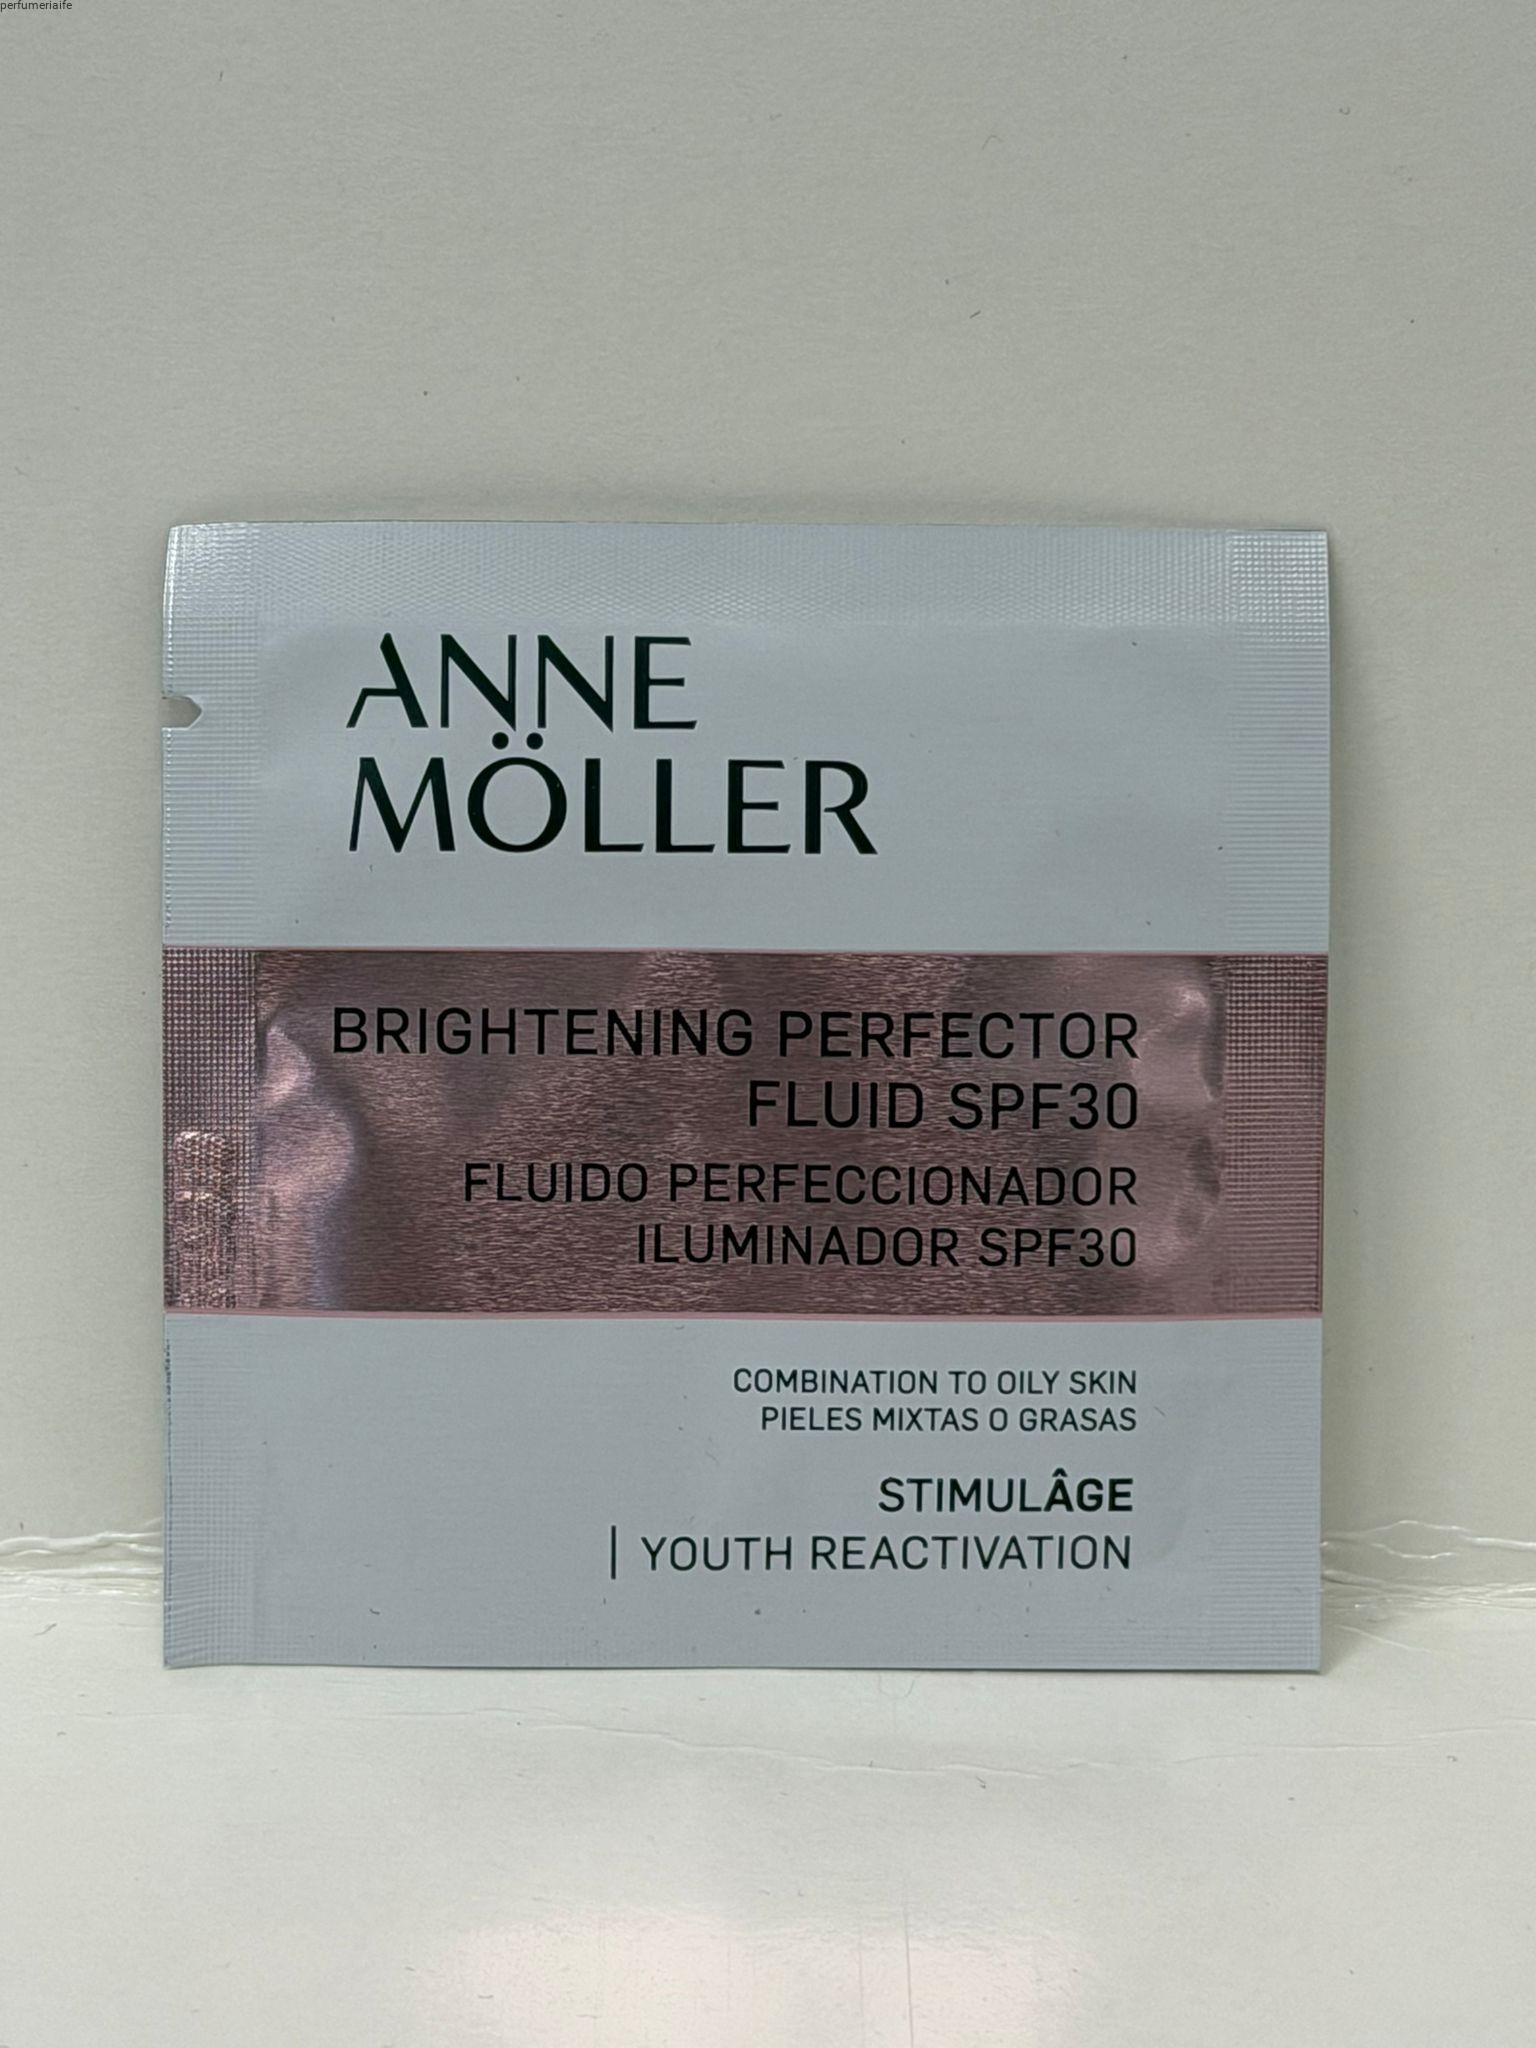 perfumeriaife
ANNE
MÖLLER
BRIGHTENING PERFECTOR
FLUID SPF30
FLUIDO PERFECCIONADOR
ILUMINADOR SPF30
COMBINATION TO OILY SKIN
PIELES MIXTAS O GRASAS
STIMULÂGE
| YOUTH REACTIVATION